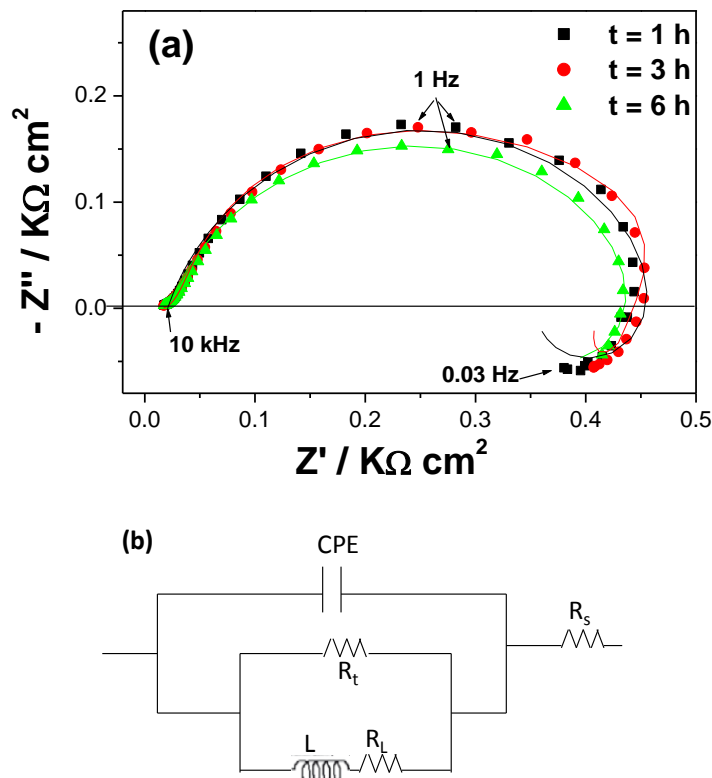 (a)
t = 1 h
t = 3 h
t = 6 h
1 Hz
10 kHz
0.03 Hz
- Z'' / KΩ cm²
0.2
0.1
0.0
0.0 0.1 0.2 0.3 0.4 0.5
Z' / KΩ cm²
(b)
CPE
Rₛ
Rₜ
L
R_L